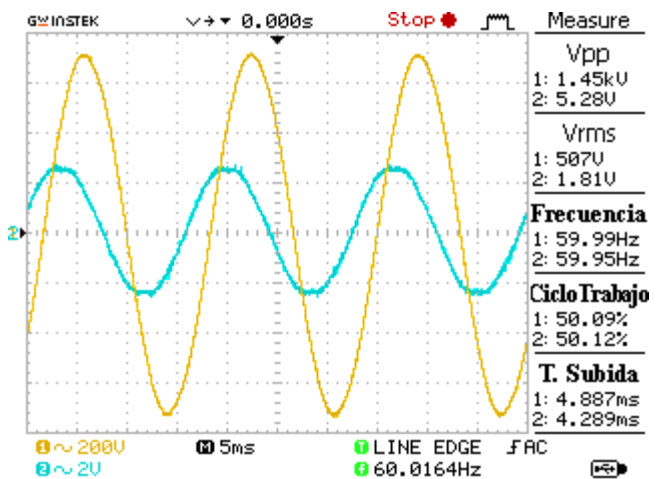 GWINSTEK 0.000s Stop Measure
Vpp
1: 1.45kV
2: 5.28V
Vrms
1: 507V
2: 1.81V
Frecuencia
1: 59.99Hz
2: 59.95Hz
CicloTrabajo
1: 50.09%
2: 50.12%
T. Subida
1: 4.887ms
2: 4.289ms
2
1 ~ 200V M 5ms T LINE EDGE AC
2 ~ 2V f 60.0164Hz